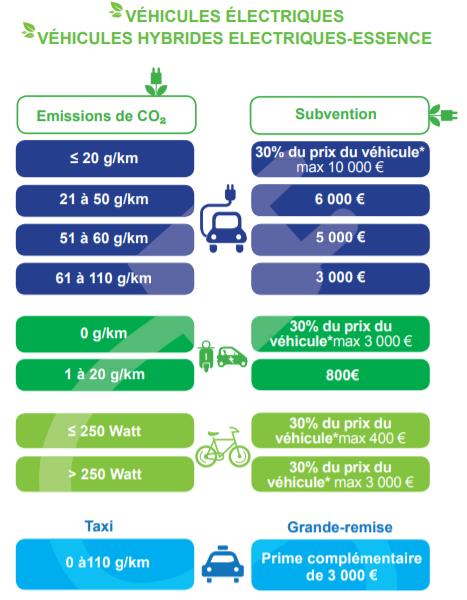 VÉHICULES ÉLECTRIQUES
VÉHICULES HYBRIDES ELECTRIQUES-ESSENCE
Emissions de CO₂
Subvention
≤ 20 g/km
30% du prix du véhicule*
max 10 000 €
21 à 50 g/km
6 000 €
51 à 60 g/km
5 000 €
61 à 110 g/km
3 000 €
0 g/km
30% du prix du
véhicule*max 3 000 €
1 à 20 g/km
800€
≤ 250 Watt
30% du prix du
véhicule*max 400 €
> 250 Watt
30% du prix du
véhicule* max 3 000 €
Taxi
Grande-remise
0 à110 g/km
Prime complémentaire
de 3 000 €